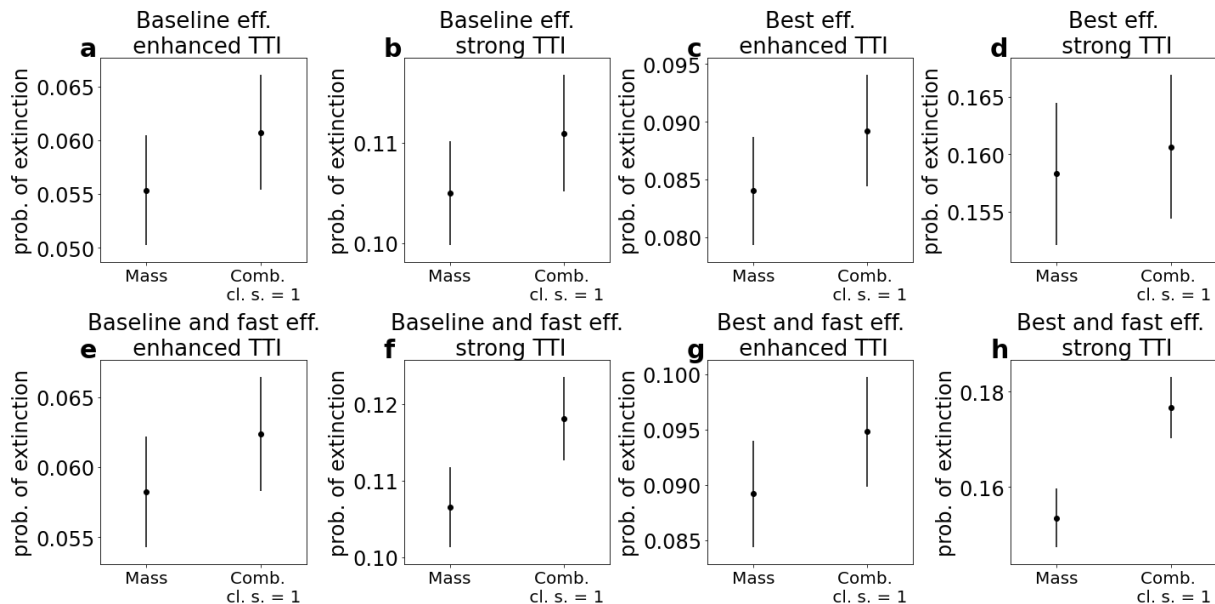 Baseline eff.
enhanced TTI
a
prob. of extinction
0.065
0.060
0.055
0.050
Mass
Comb.
cl. s. = 1
Baseline eff.
strong TTI
b
prob. of extinction
0.11
0.10
Mass
Comb.
cl. s. = 1
Best eff.
enhanced TTI
c
prob. of extinction
0.095
0.090
0.085
0.080
Mass
Comb.
cl. s. = 1
Best eff.
strong TTI
d
prob. of extinction
0.165
0.160
0.155
Mass
Comb.
cl. s. = 1
Baseline and fast eff.
enhanced TTI
e
prob. of extinction
0.065
0.060
0.055
Mass
Comb.
cl. s. = 1
Baseline and fast eff.
strong TTI
f
prob. of extinction
0.12
0.11
0.10
Mass
Comb.
cl. s. = 1
Best and fast eff.
enhanced TTI
g
prob. of extinction
0.100
0.095
0.090
0.085
Mass
Comb.
cl. s. = 1
Best and fast eff.
strong TTI
h
prob. of extinction
0.18
0.16
Mass
Comb.
cl. s. = 1